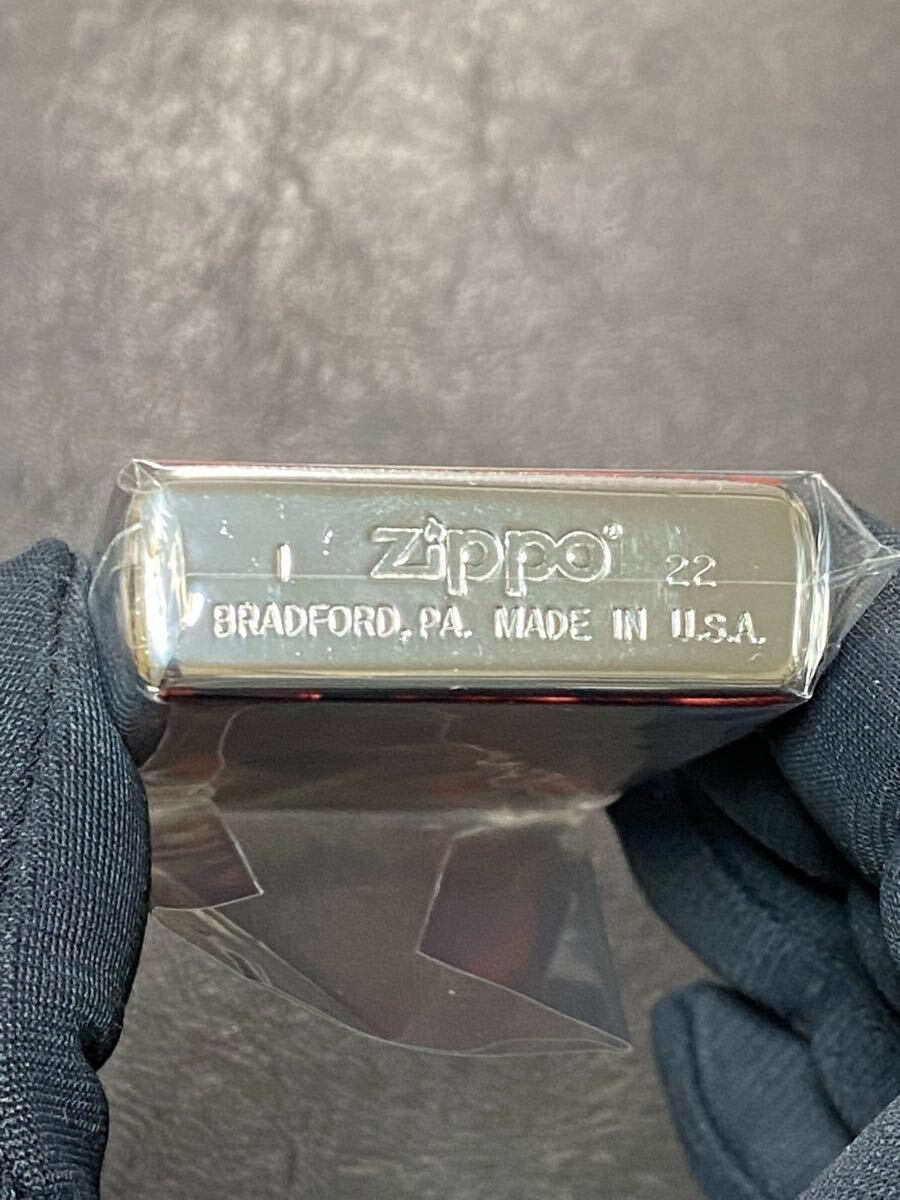 I Zippo® 22
BRADFORD, PA. MADE IN U.S.A.